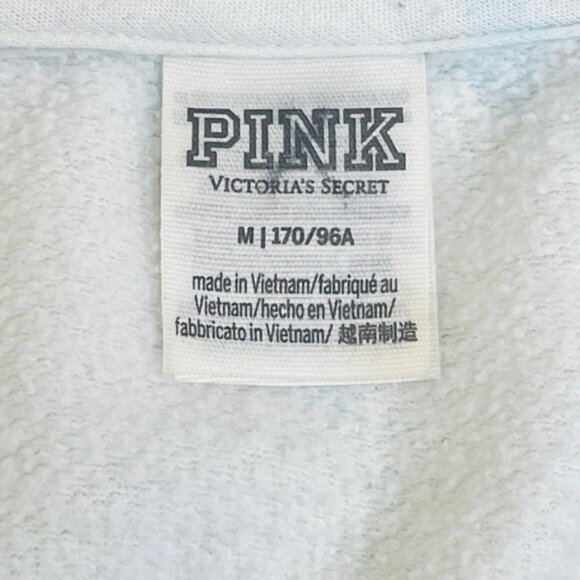 PINK
VICTORIA'S SECRET
M | 170/96A
made in Vietnam/fabriqué au
Vietnam/hecho en Vietnam/
fabbricato in Vietnam/ 越南制造